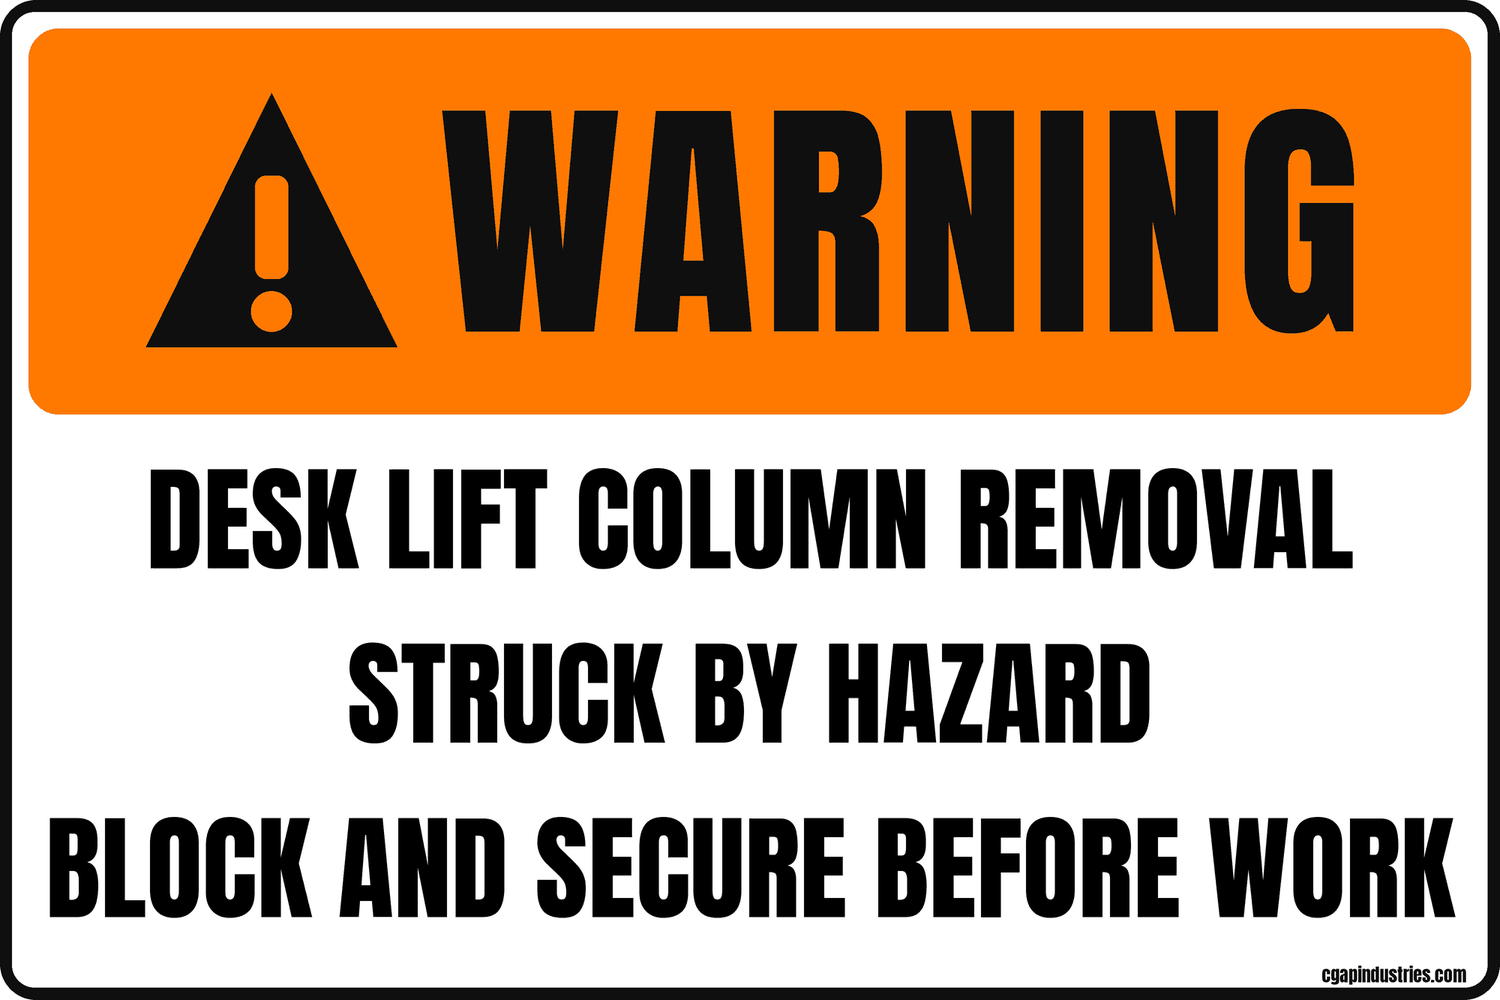 WARNING
DESK LIFT COLUMN REMOVAL
STRUCK BY HAZARD
BLOCK AND SECURE BEFORE WORK
cgapindustries.com